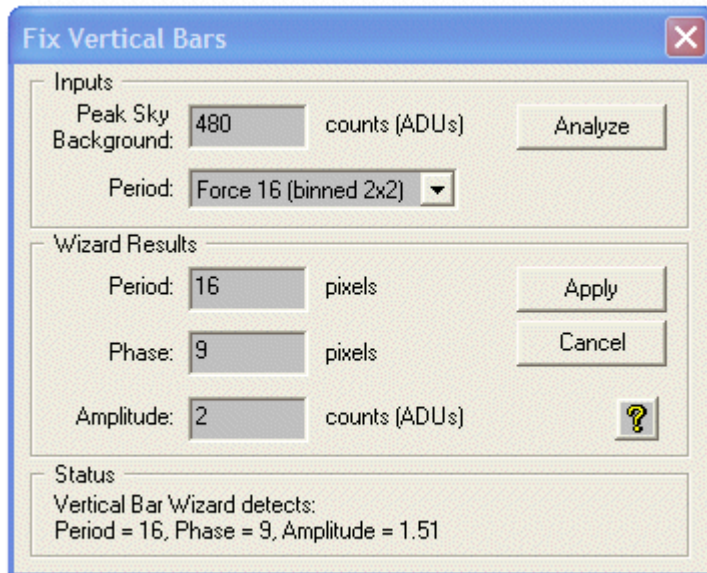 Fix Vertical Bars
Inputs
Peak Sky Background: 480 counts (ADUs) Analyze
Period: Force 16 (binned 2x2)
Wizard Results
Period: 16 pixels Apply
Phase: 9 pixels Cancel
Amplitude: 2 counts (ADUs) ?
Status
Vertical Bar Wizard detects:
Period = 16, Phase = 9, Amplitude = 1.51